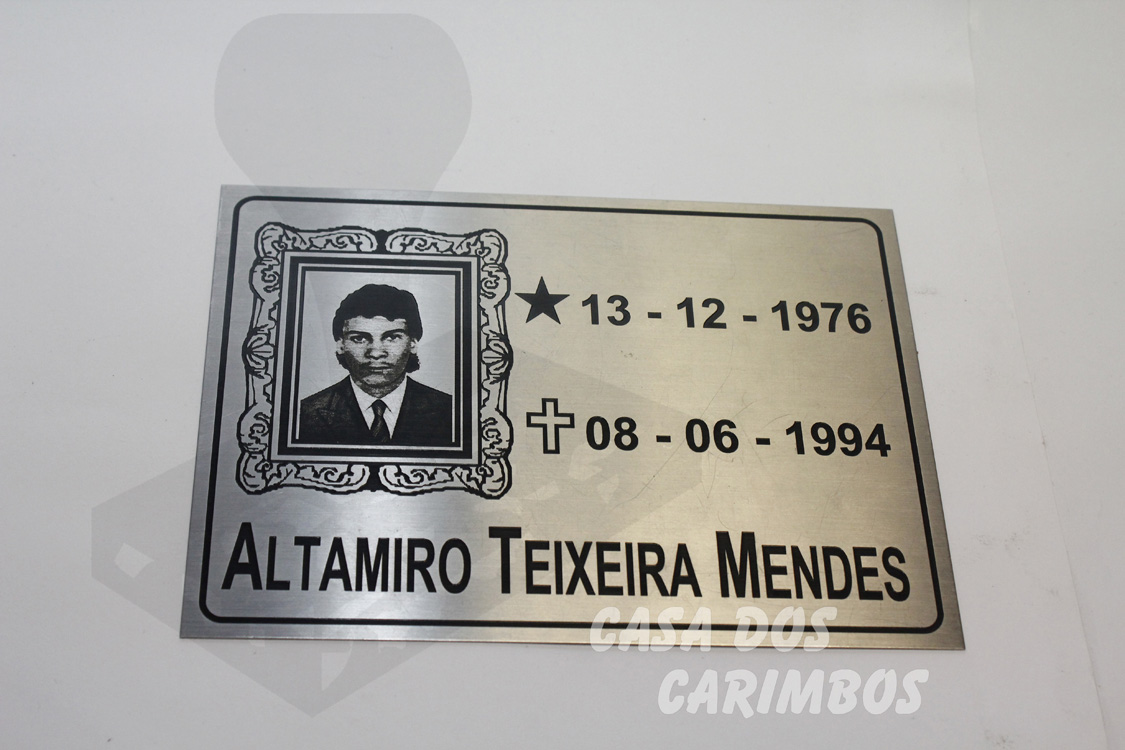 ★ 13 - 12 - 1976
✞ 08 - 06 - 1994
ALTAMIRO TEIXEIRA MENDES
CASA DOS
CARIMBOS